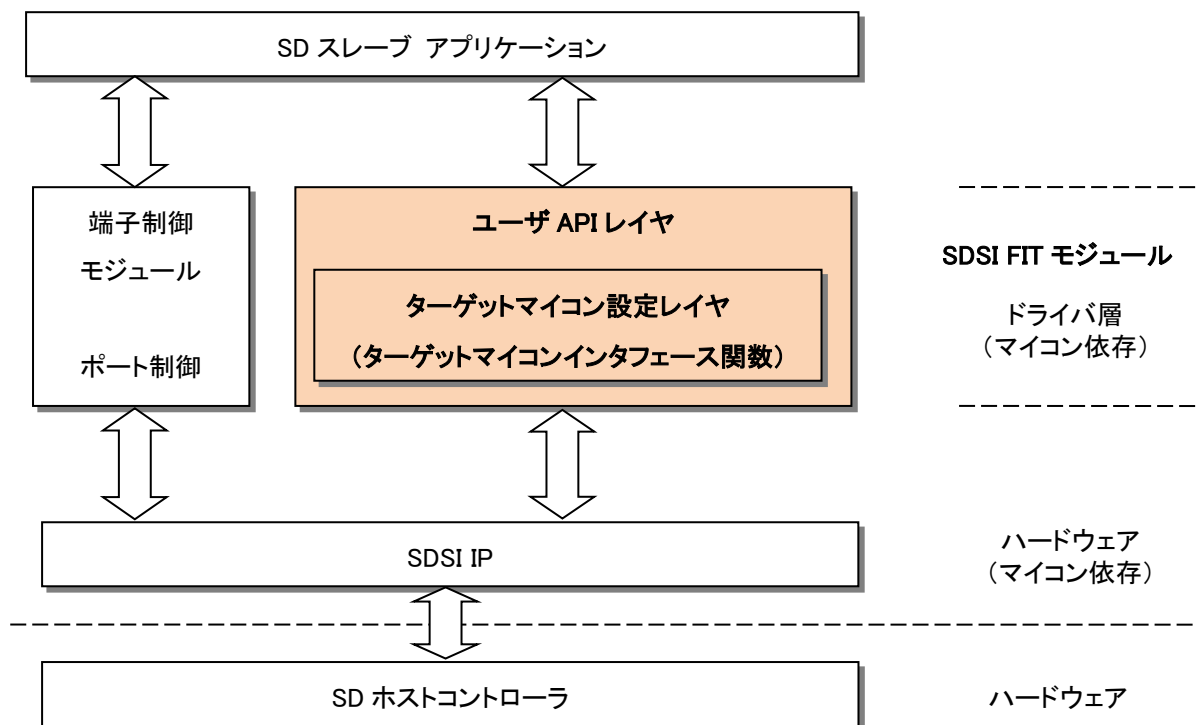 SD スレーブ アプリケーション
端子制御
モジュール
ポート制御
ユーザ API レイヤ
ターゲットマイコン設定レイヤ
(ターゲットマイコンインタフェース関数)
SDSI FIT モジュール
ドライバ層
(マイコン依存)
SDSI IP
ハードウェア
(マイコン依存)
SD ホストコントローラ
ハードウェア